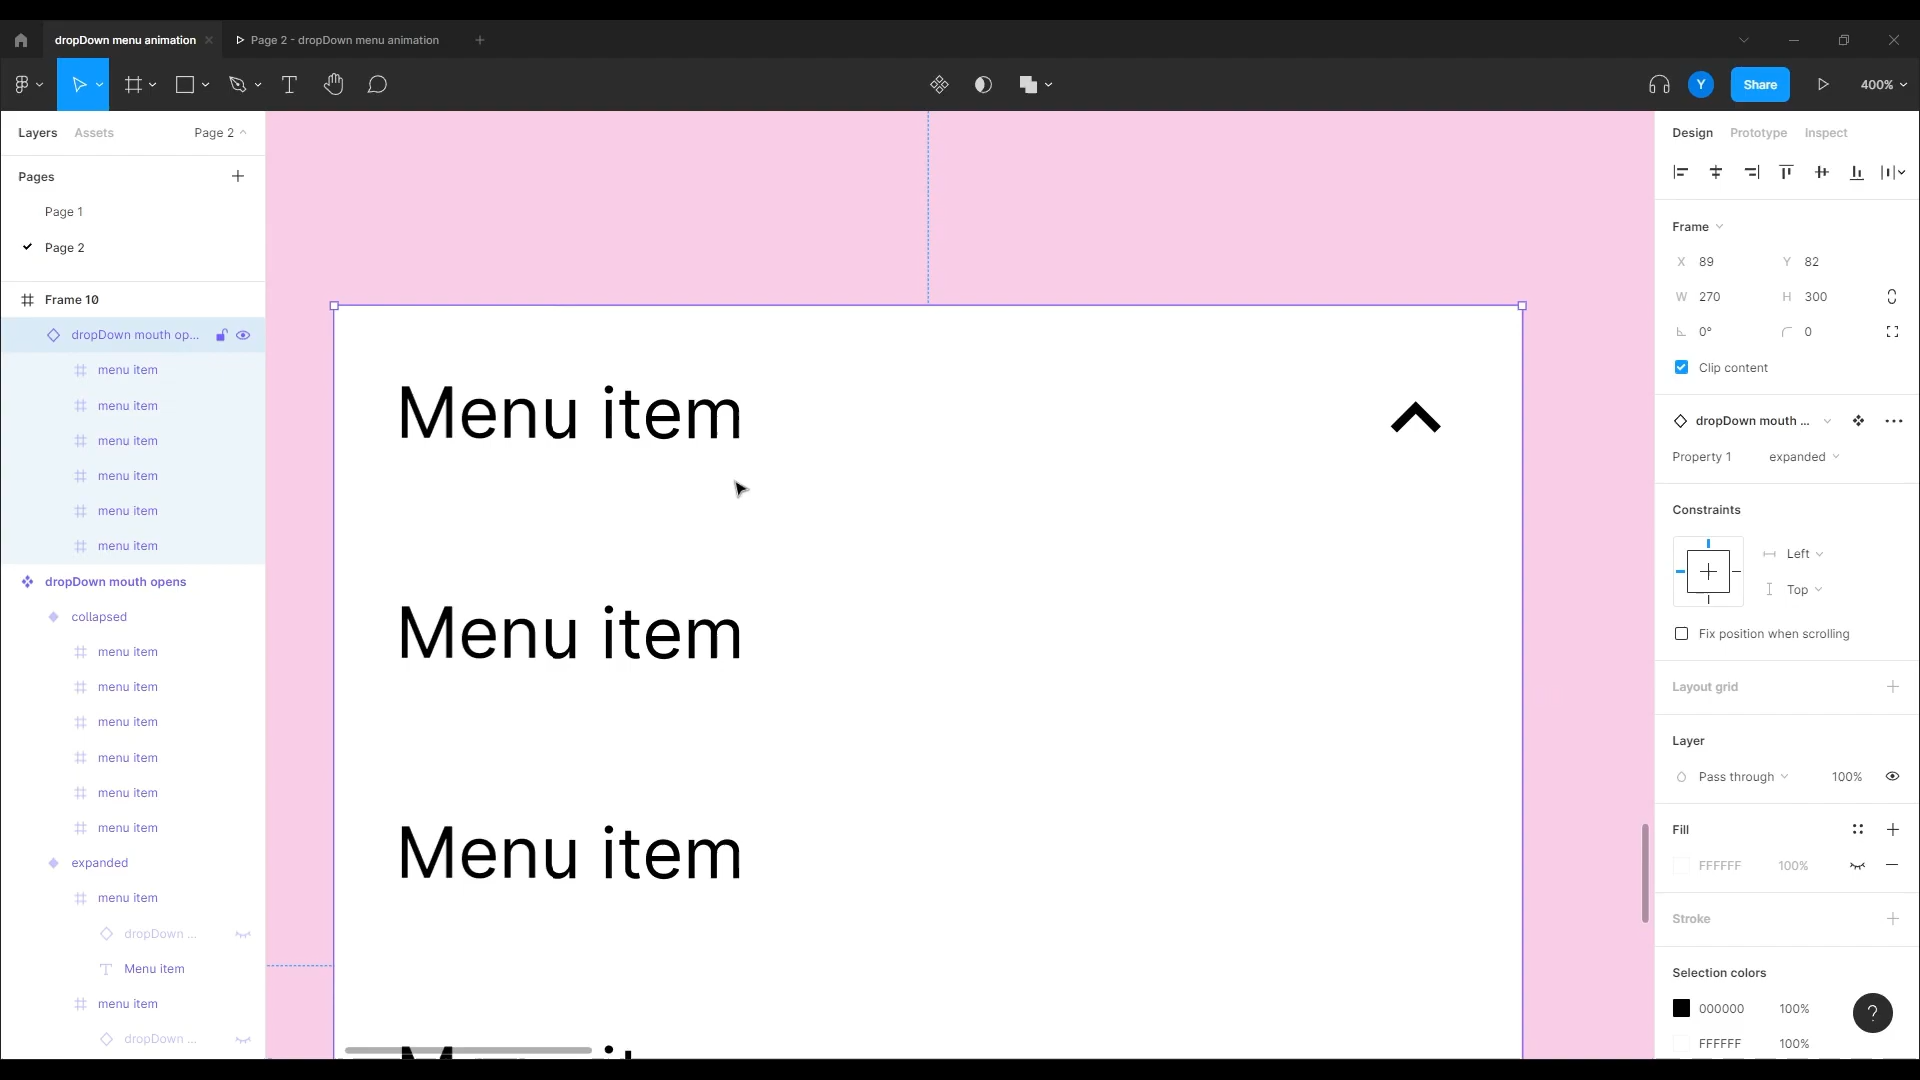 dropDown menu animation
Page 2 - dropDown menu animation
Share
Y
400%
Layers
Assets
Page 2
Pages
Page 1
Page 2
Frame 10
dropDown mouth op...
menu item
menu item
menu item
menu item
menu item
menu item
dropDown mouth opens
collapsed
menu item
menu item
menu item
menu item
menu item
menu item
expanded
menu item
dropDown ...
Menu item
menu item
dropDown ...
Menu item
Menu item
Menu item
Design
Prototype
Inspect
Frame
X 89
Y 82
W 270
H 300
0°
0
Clip content
dropDown mouth ...
Property 1
expanded
Constraints
Left
Top
Fix position when scrolling
Layout grid
Layer
Pass through
100%
Fill
FFFFFF
100%
Stroke
Selection colors
000000
100%
FFFFFF
100%
?